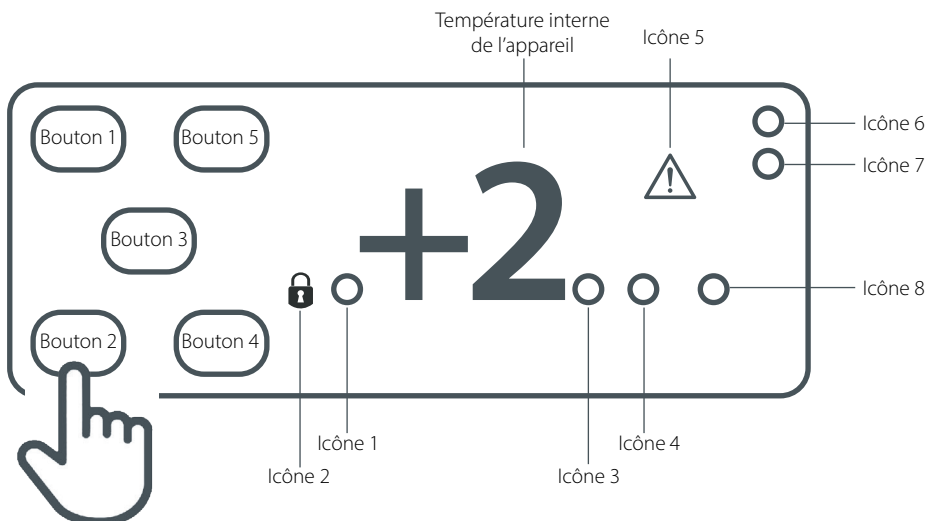 Température interne
de l'appareil
Icône 5
Bouton 1
Bouton 5
Icône 6
Icône 7
+2
Bouton 3
Icône 8
Bouton 2
Bouton 4
Icône 1
Icône 4
Icône 2
Icône 3